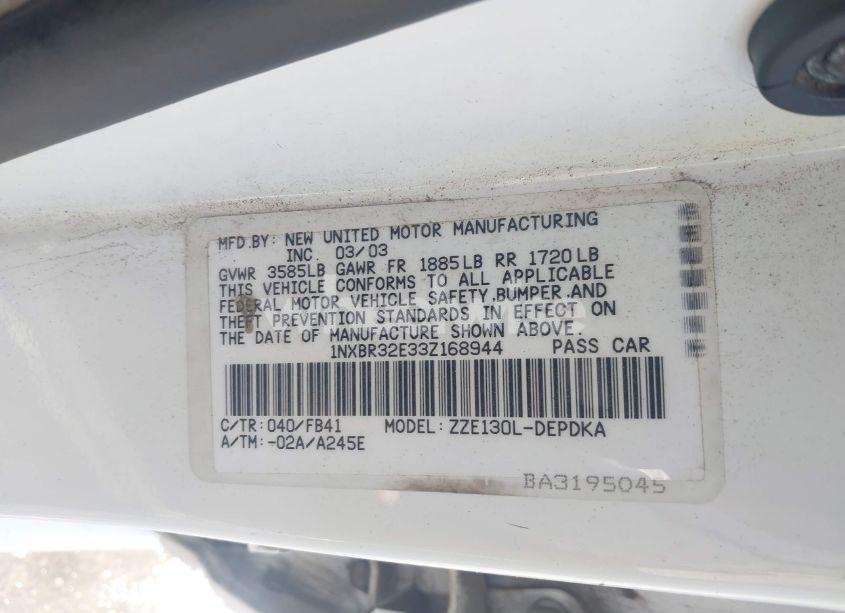 MFD.BY: NEW UNITED MOTOR MANUFACTURING
INC. 03/03
GVWR 3585LB GAWR FR 1885LB RR 1720LB
THIS VEHICLE CONFORMS TO ALL APPLICABLE
FEDERAL MOTOR VEHICLE SAFETY,BUMPER,AND
THEFT PREVENTION STANDARDS IN EFFECT ON
THE DATE OF MANUFACTURE SHOWN ABOVE.
1NXBR32E33Z168944 PASS CAR
C/TR: 040/FB41 MODEL: ZZE130L-DEPDKA
A/TM: -02A/A245E
BA3195045